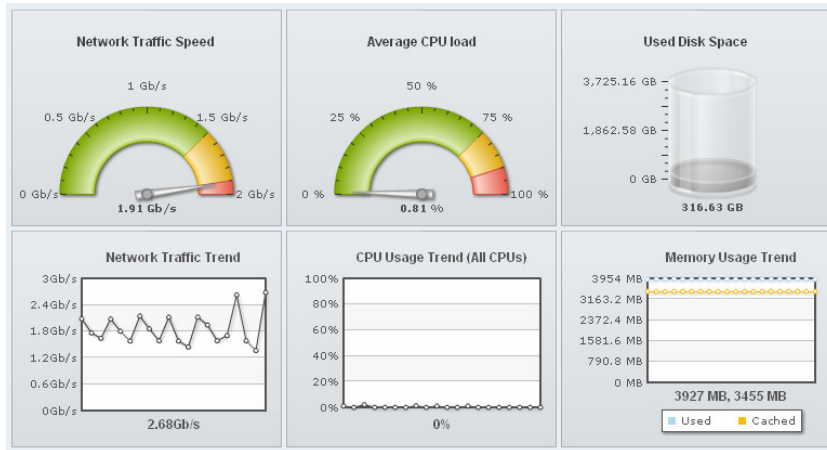 Network Traffic Speed
1 Gb/s
0.5 Gb/s
1.5 Gb/s
0 Gb/s
2 Gb/s
1.91 Gb/s
Average CPU load
50 %
25 %
75 %
0 %
100 %
0.81 %
Used Disk Space
3,725.16 GB
1,862.58 GB
0 GB
316.63 GB
Network Traffic Trend
3Gb/s
2.4Gb/s
1.8Gb/s
1.2Gb/s
0.6Gb/s
0Gb/s
2.68Gb/s
CPU Usage Trend (All CPUs)
100%
80%
60%
40%
20%
0%
0%
Memory Usage Trend
3954 MB
3163.2 MB
2372.4 MB
1581.6 MB
790.8 MB
0 MB
3927 MB, 3455 MB
Used Cached